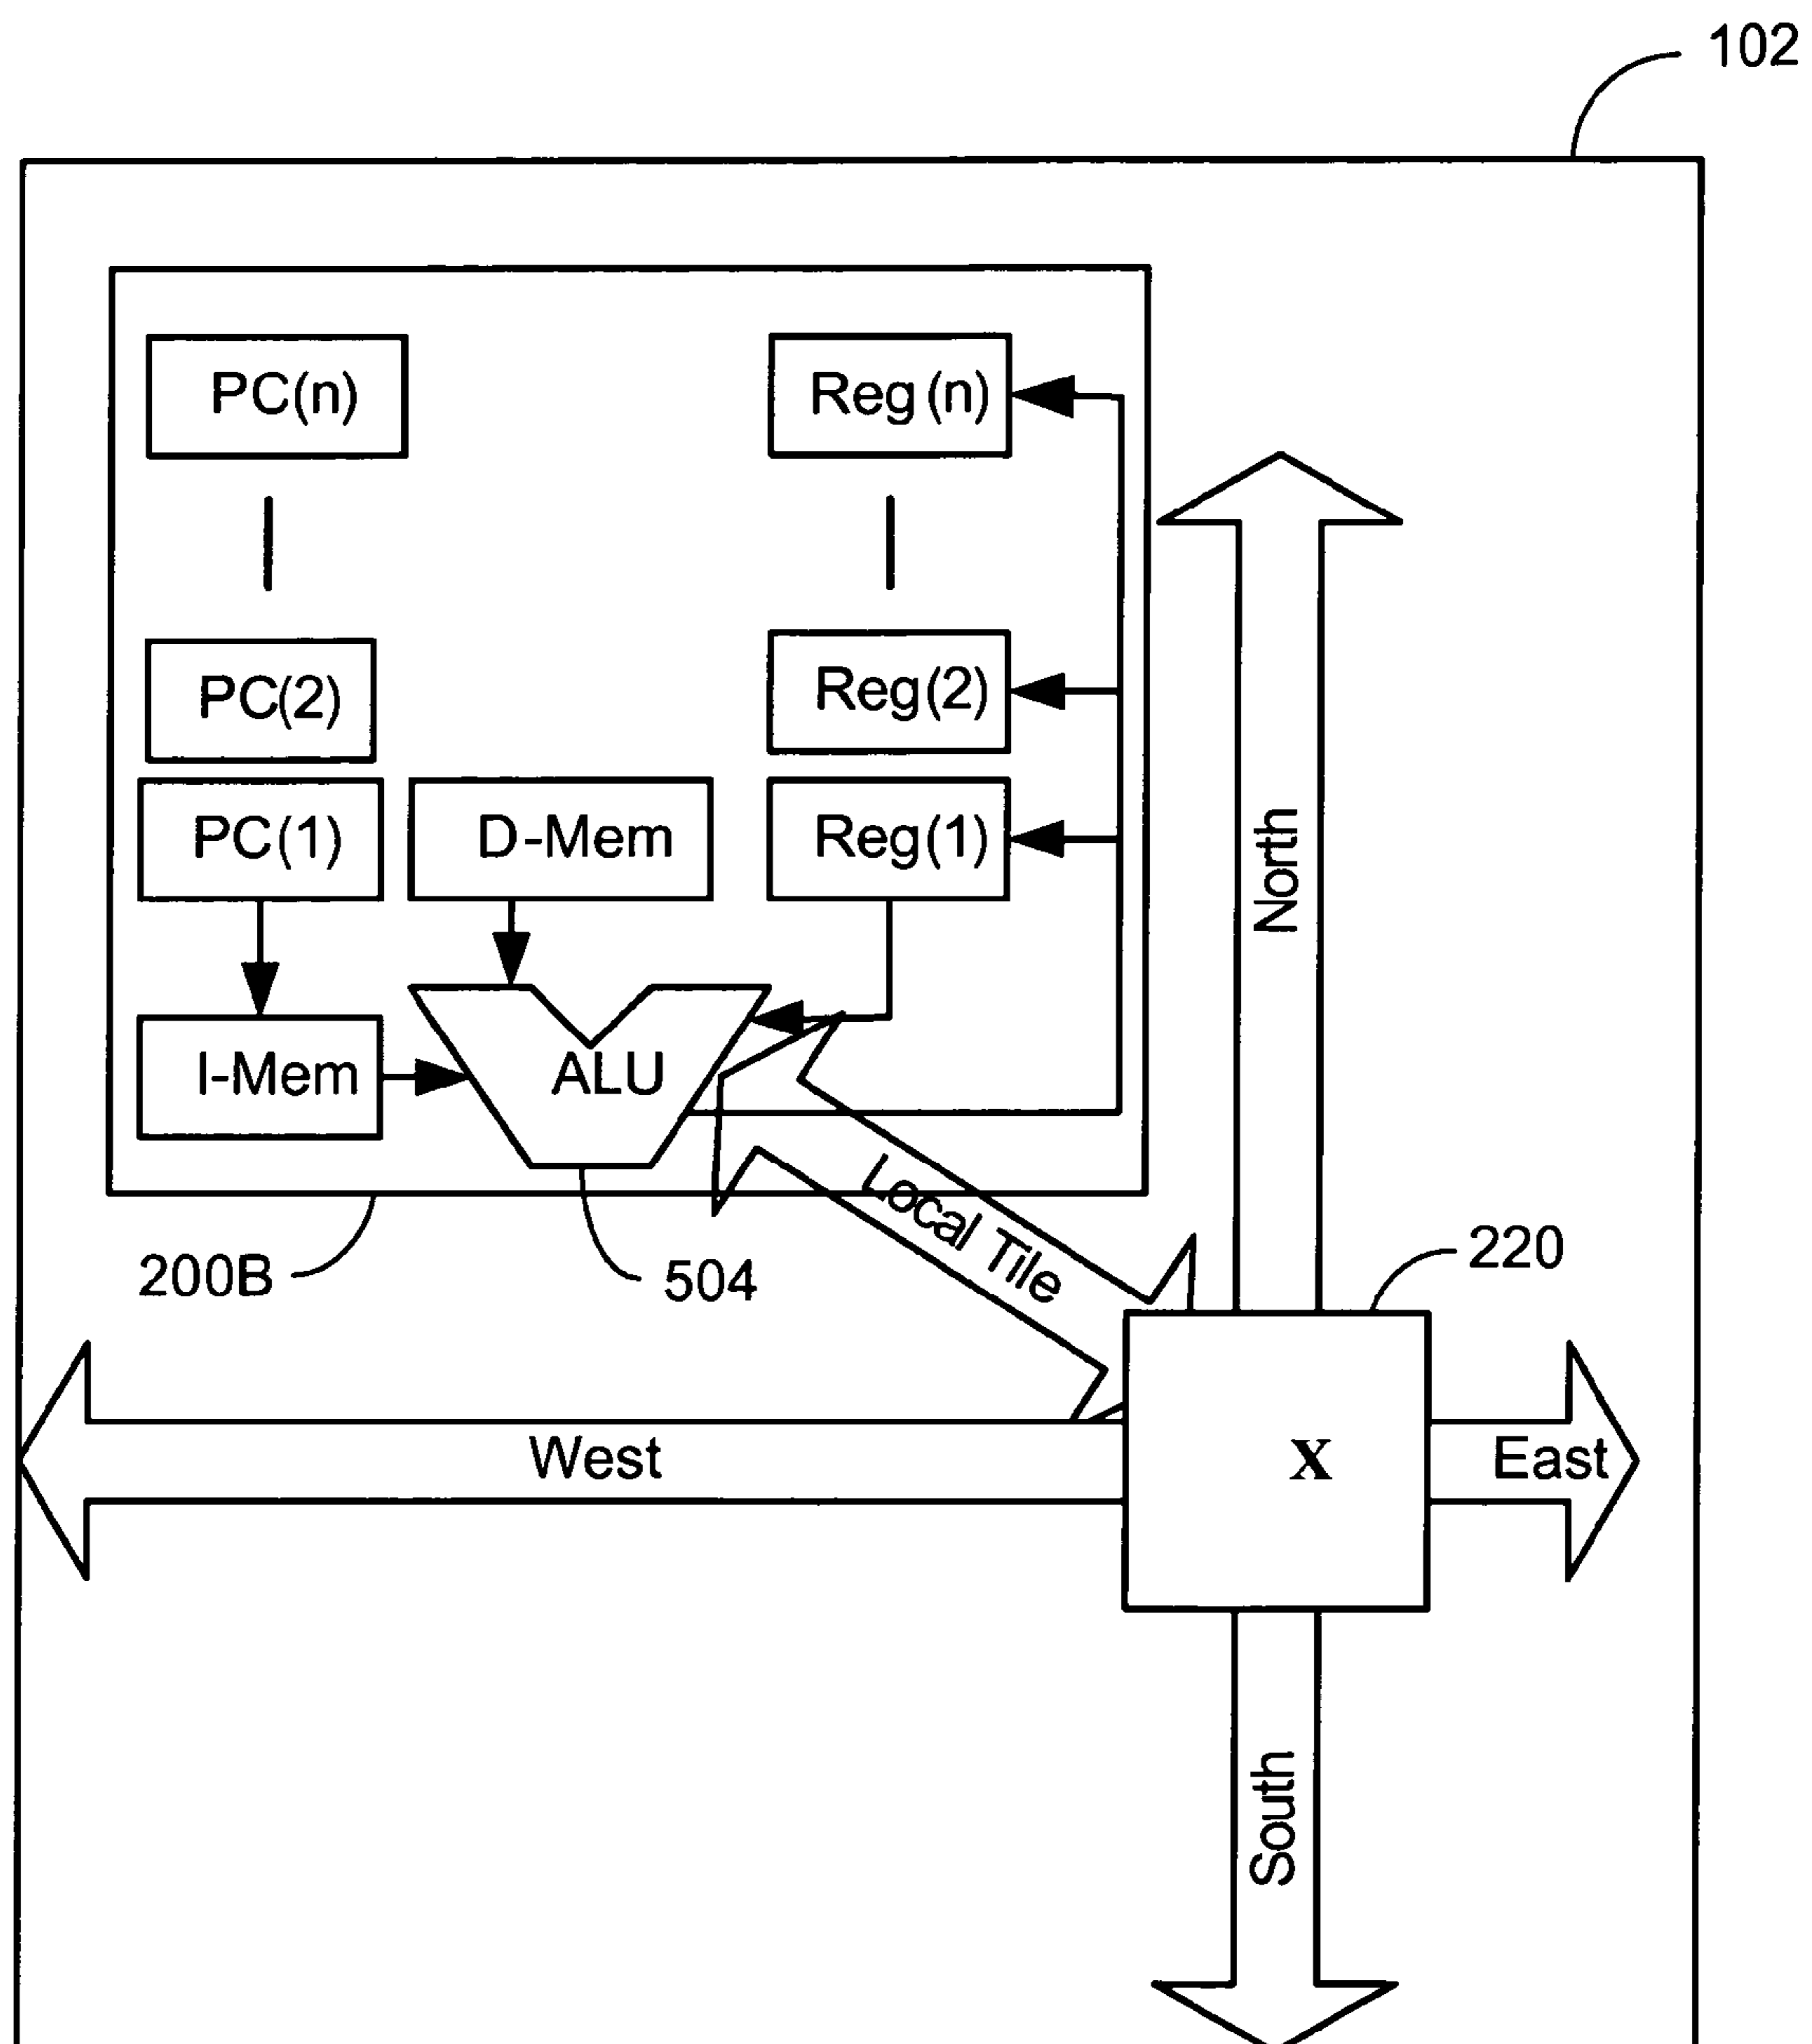 102
PC(n)
Reg(n)
PC(2)
Reg(2)
PC(1)
D-Mem
Reg(1)
North
I-Mem
ALU
Local Tile
200B
504
220
West
X
East
South